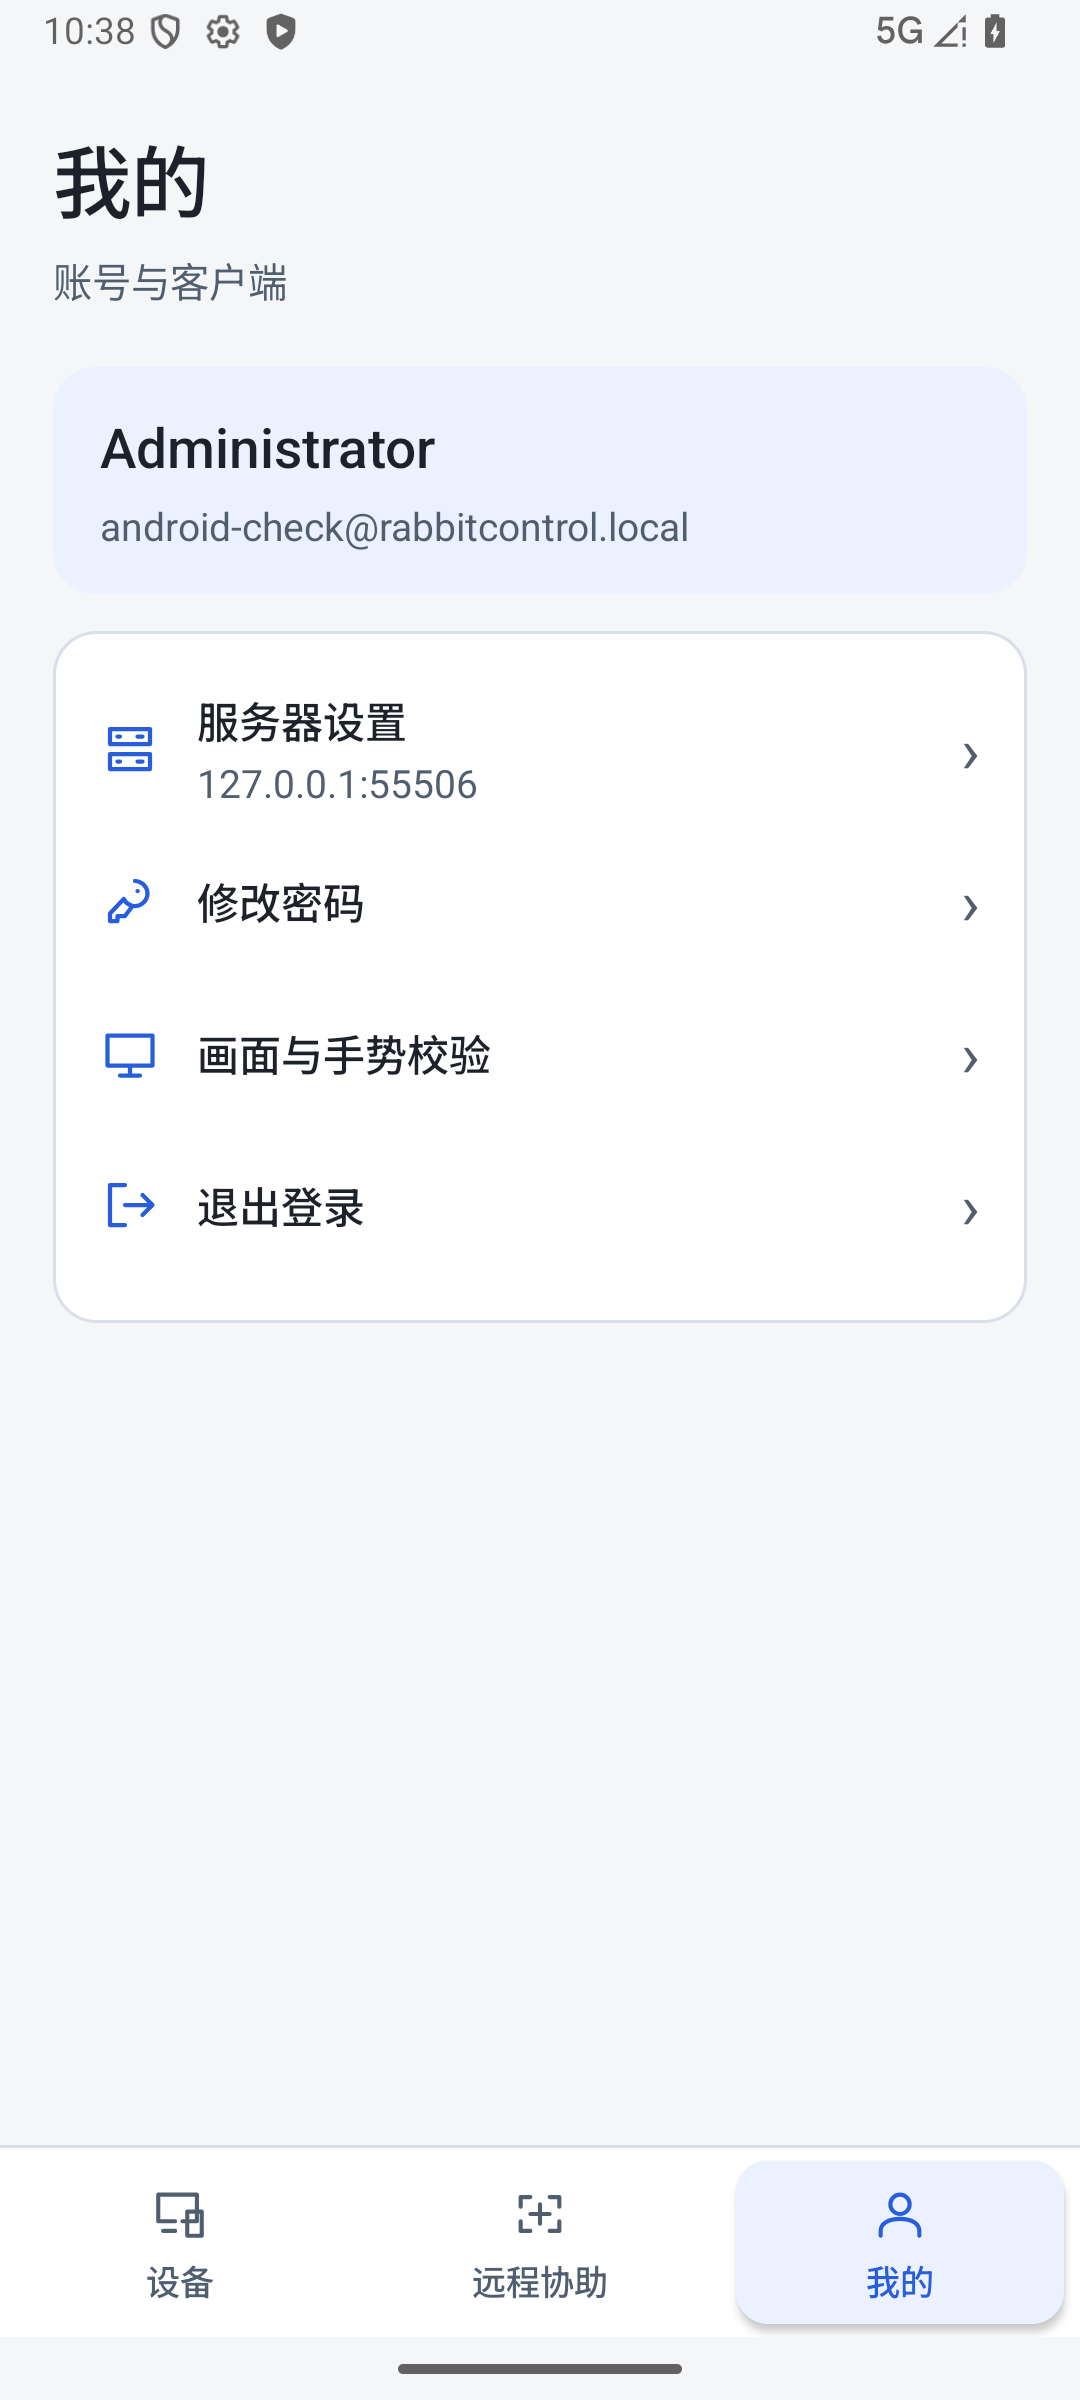 10:38
5G
我的
账号与客户端
Administrator
android-check@rabbitcontrol.local
服务器设置
127.0.0.1:55506
修改密码
画面与手势校验
退出登录
设备
远程协助
我的